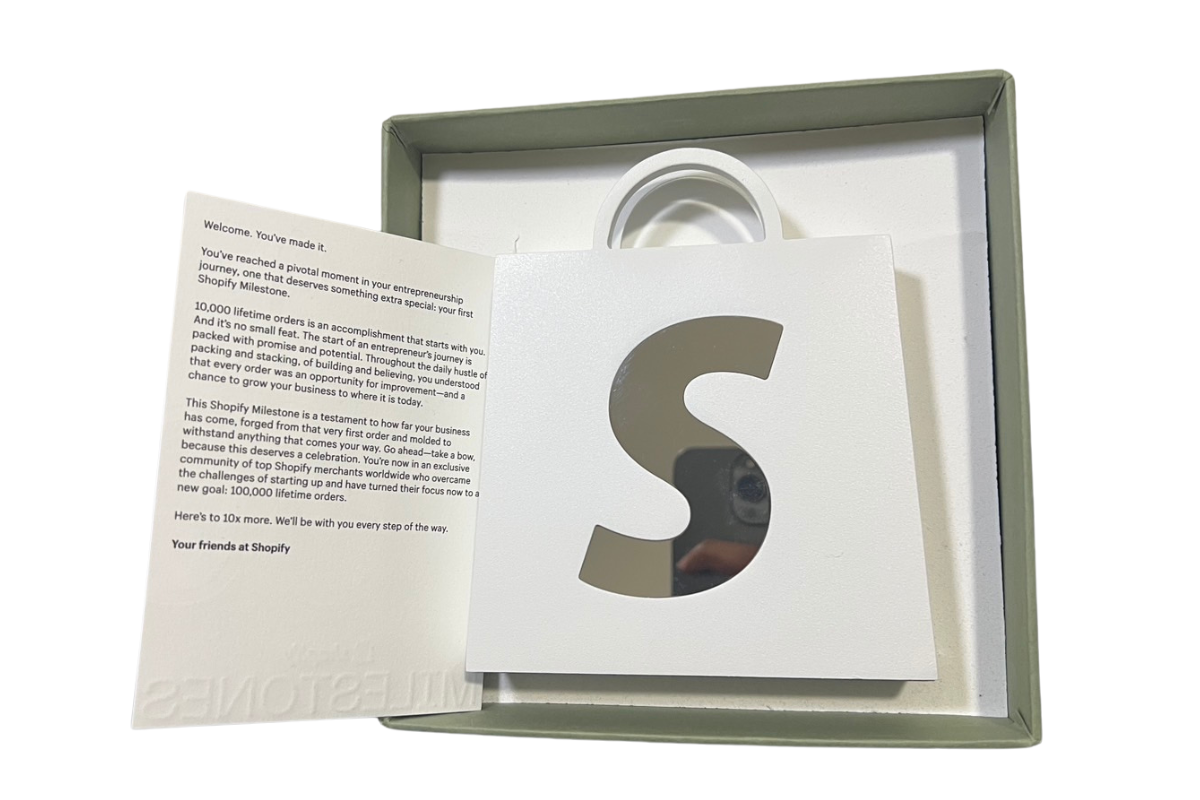 Welcome. You've made it.
You've reached a pivotal moment in your entrepreneurship
journey, one that deserves something extra special: your first
Shopify Milestone.
10,000 lifetime orders is an accomplishment that starts with you.
And it's no small feat. The start of an entrepreneur's journey is
packed with promise and potential. Throughout the daily hustle of
packing and stacking, of building and believing, you understood
that every order was an opportunity for improvement—and a
chance to grow your business to where it is today.
This Shopify Milestone is a testament to how far your business
has come, forged from that very first order and molded to
withstand anything that comes your way. Go ahead—take a bow,
because this deserves a celebration. You're now in an exclusive
community of top Shopify merchants worldwide who overcame
the challenges of starting up and have turned their focus now to a
new goal: 100,000 lifetime orders.
Here's to 10x more. We'll be with you every step of the way.
Your friends at Shopify
MILESTONES
S